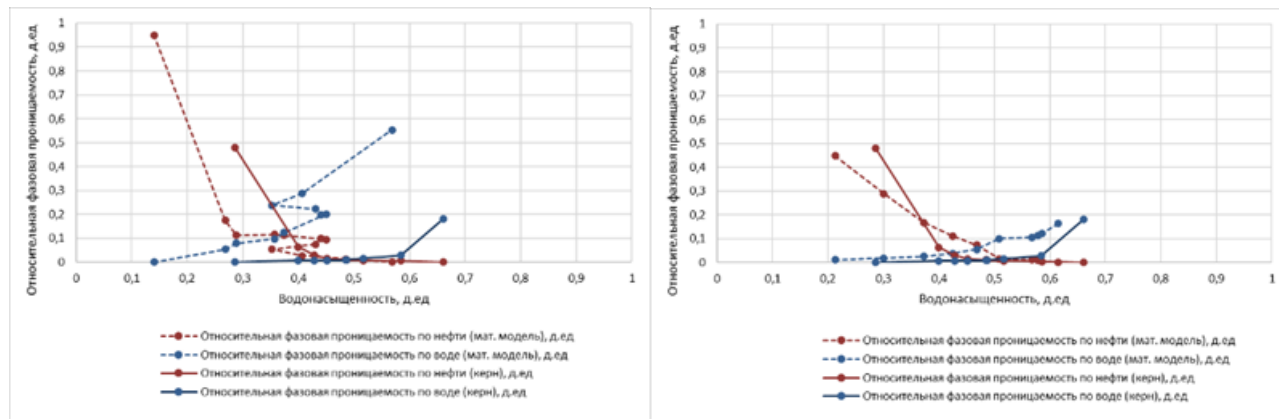 Относительная фазовая проницаемость, д.ед
1
0,9
0,8
0,7
0,6
0,5
0,4
0,3
0,2
0,1
0
0 0,1 0,2 0,3 0,4 0,5 0,6 0,7 0,8 0,9 1
Водонасыщенность, д.ед
Относительная фазовая проницаемость по нефти (мат. модель), д.ед
Относительная фазовая проницаемость по воде (мат. модель), д.ед
Относительная фазовая проницаемость по нефти (керн), д.ед
Относительная фазовая проницаемость по воде (керн), д.ед
Относительная фазовая проницаемость, д.ед
1
0,9
0,8
0,7
0,6
0,5
0,4
0,3
0,2
0,1
0
0 0,1 0,2 0,3 0,4 0,5 0,6 0,7 0,8 0,9 1
Водонасыщенность, д.ед
Относительная фазовая проницаемость по нефти (мат. модель), д.ед
Относительная фазовая проницаемость по воде (мат. модель), д.ед
Относительная фазовая проницаемость по нефти (керн), д.ед
Относительная фазовая проницаемость по воде (керн), д.ед